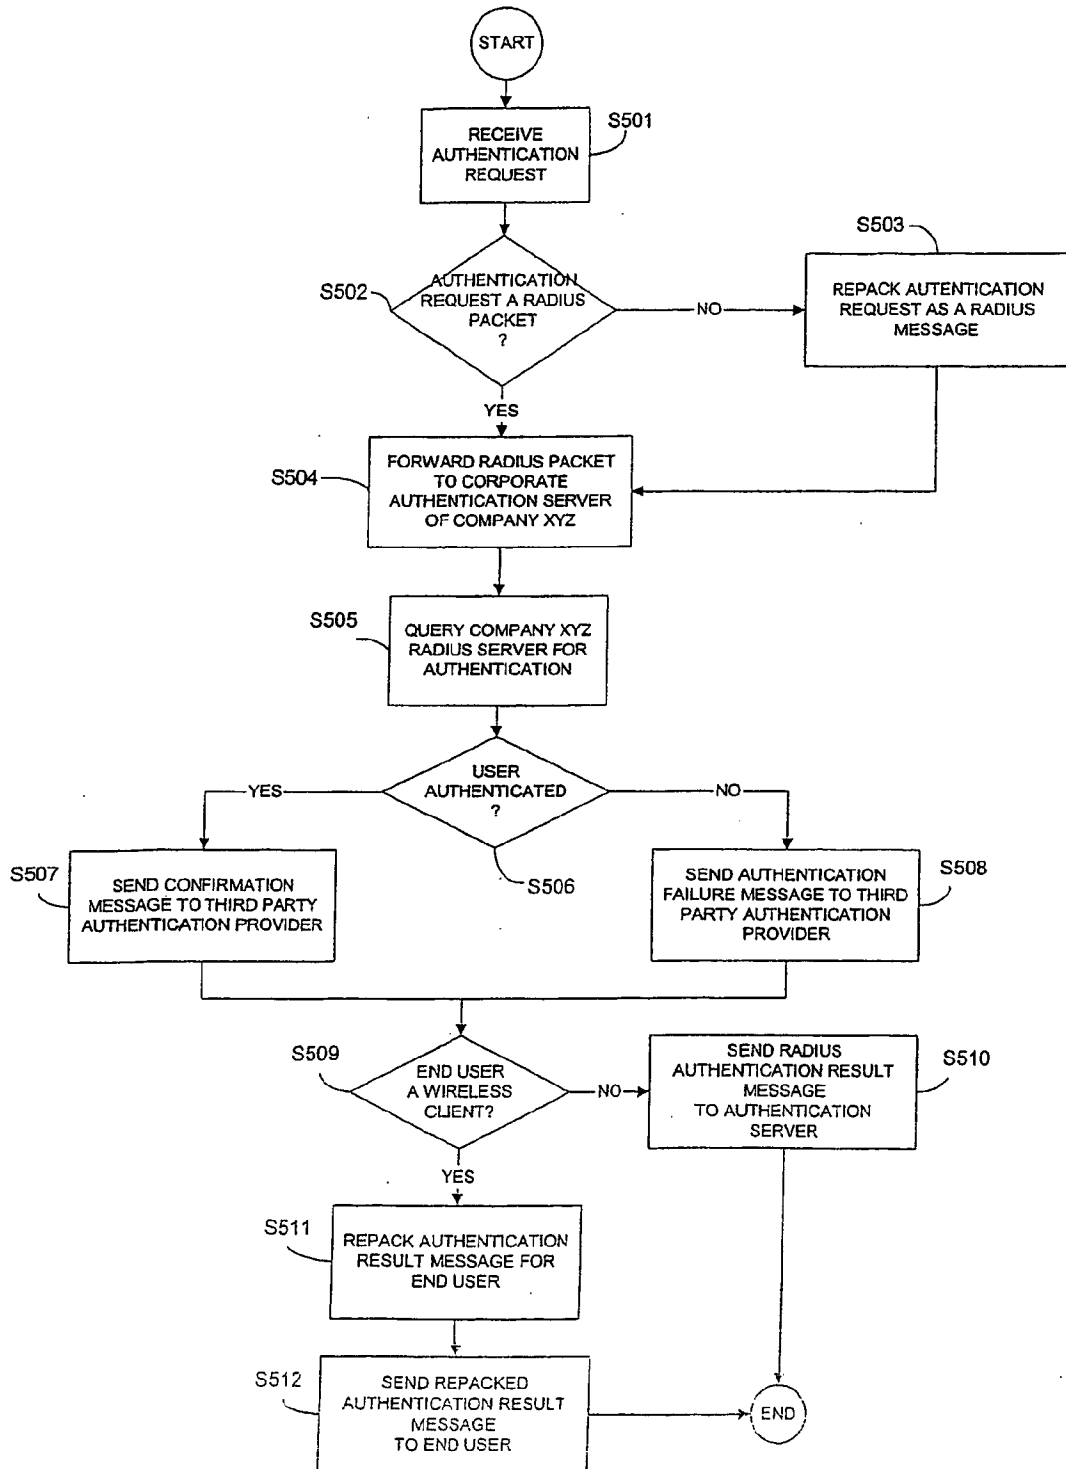 START
S501
RECEIVE
AUTHENTICATION
REQUEST
S502
AUTHENTICATION
REQUEST A RADIUS
PACKET
?
NO
S503
REPACK AUTENTICATION
REQUEST AS A RADIUS
MESSAGE
YES
S504
FORWARD RADIUS PACKET
TO CORPORATE
AUTHENTICATION SERVER
OF COMPANY XYZ
S505
QUERY COMPANY XYZ
RADIUS SERVER FOR
AUTHENTICATION
YES
USER
AUTHENTICATED
?
NO
S506
S507
SEND CONFIRMATION
MESSAGE TO THIRD PARTY
AUTHENTICATION PROVIDER
S508
SEND AUTHENTICATION
FAILURE MESSAGE TO THIRD
PARTY AUTHENTICATION
PROVIDER
S509
END USER
A WIRELESS
CLIENT?
NO
S510
SEND RADIUS
AUTHENTICATION RESULT
MESSAGE
TO AUTHENTICATION
SERVER
YES
S511
REPACK AUTHENTICATION
RESULT MESSAGE FOR
END USER
S512
SEND REPACKED
AUTHENTICATION RESULT
MESSAGE
TO END USER
END